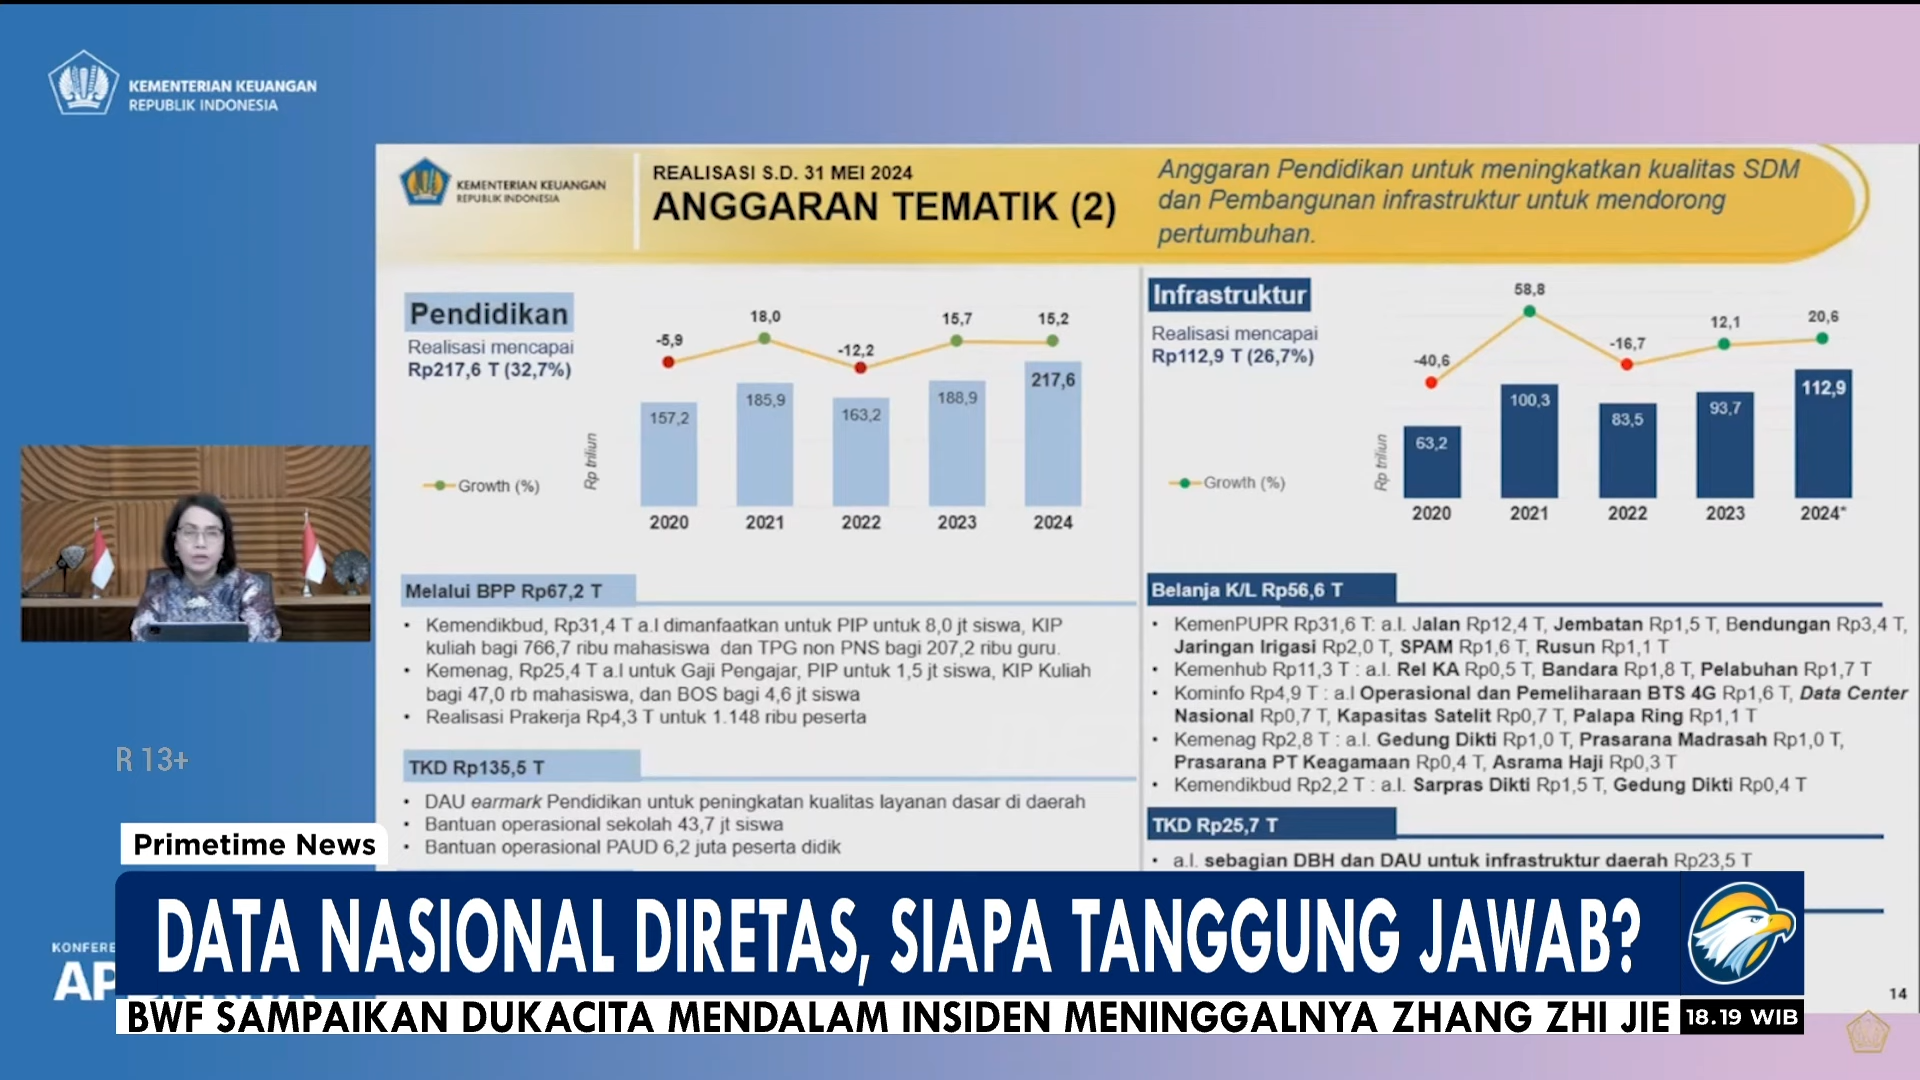 KEMENTERIAN KEUANGAN
REPUBLIK INDONESIA
KEMENTERIAN KEUANGAN
REPUBLIK INDONESIA
REALISASI S.D. 31 MEI 2024
ANGGARAN TEMATIK (2)
Anggaran Pendidikan untuk meningkatkan kualitas SDM
dan Pembangunan infrastruktur untuk mendorong
pertumbuhan.
Pendidikan
Realisasi mencapai
Rp217,6 T (32,7%)
Growth (%)
Rp triliun
-5,9
18,0
-12,2
15,7
15,2
157,2
185,9
163,2
188,9
217,6
2020
2021
2022
2023
2024
Infrastruktur
Realisasi mencapai
Rp112,9 T (26,7%)
Growth (%)
Rp triliun
-40,6
58,8
-16,7
12,1
20,6
63,2
100,3
83,5
93,7
112,9
2020
2021
2022
2023
2024*
Melalui BPP Rp67,2 T
• Kemendikbud, Rp31,4 T a.l dimanfaatkan untuk PIP untuk 8,0 jt siswa, KIP
kuliah bagi 766,7 ribu mahasiswa dan TPG non PNS bagi 207,2 ribu guru.
• Kemenag, Rp25,4 T a.l untuk Gaji Pengajar, PIP untuk 1,5 jt siswa, KIP Kuliah
bagi 47,0 rb mahasiswa, dan BOS bagi 4,6 jt siswa
• Realisasi Prakerja Rp4,3 T untuk 1.148 ribu peserta
TKD Rp135,5 T
• DAU earmark Pendidikan untuk peningkatan kualitas layanan dasar di daerah
• Bantuan operasional sekolah 43,7 jt siswa
• Bantuan operasional PAUD 6,2 juta peserta didik
Belanja K/L Rp56,6 T
• KemenPUPR Rp31,6 T: a.l. Jalan Rp12,4 T, Jembatan Rp1,5 T, Bendungan Rp3,4 T,
Jaringan Irigasi Rp2,0 T, SPAM Rp1,6 T, Rusun Rp1,1 T
• Kemenhub Rp11,3 T : a.l. Rel KA Rp0,5 T, Bandara Rp1,8 T, Pelabuhan Rp1,7 T
• Kominfo Rp4,9 T : a.l Operasional dan Pemeliharaan BTS 4G Rp1,6 T, Data Center
Nasional Rp0,7 T, Kapasitas Satelit Rp0,7 T, Palapa Ring Rp1,1 T
• Kemenag Rp2,8 T : a.l. Gedung Dikti Rp1,0 T, Prasarana Madrasah Rp1,0 T,
Prasarana PT Keagamaan Rp0,4 T, Asrama Haji Rp0,3 T
• Kemendikbud Rp2,2 T : a.l. Sarpras Dikti Rp1,5 T, Gedung Dikti Rp0,4 T
TKD Rp25,7 T
• a.l. sebagian DBH dan DAU untuk infrastruktur daerah Rp23,5 T
14
R 13+
Primetime News
DATA NASIONAL DIRETAS, SIAPA TANGGUNG JAWAB?
BWF SAMPAIKAN DUKACITA MENDALAM INSIDEN MENINGGALNYA ZHANG ZHI JIE
18.19 WIB